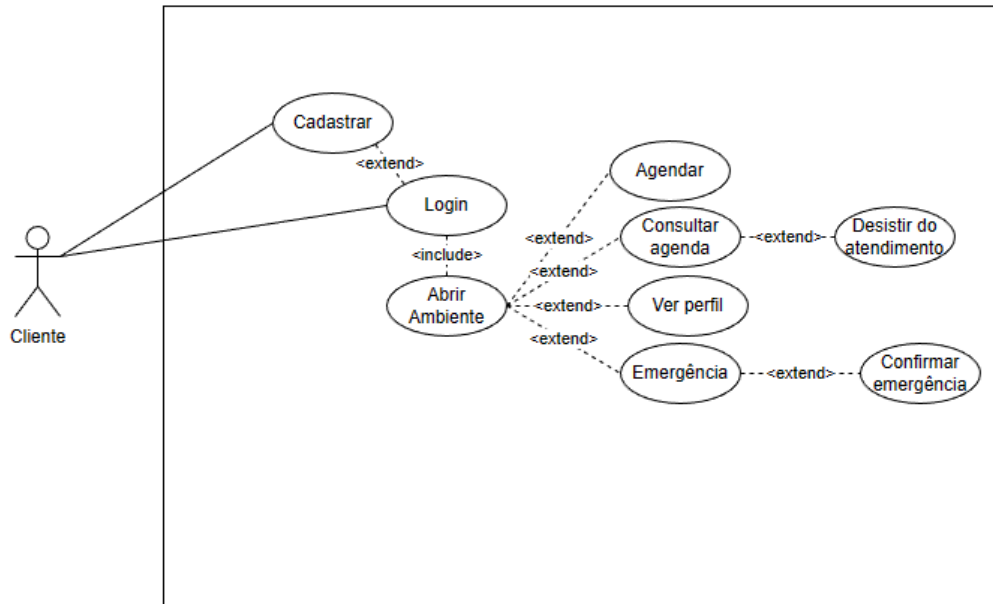 Cadastrar
<extend>
Login
<include>
Abrir
Ambiente
Cliente
Agendar
<extend>
Consultar
agenda
<extend>
<extend>
Desistir do
atendimento
<extend>
Ver perfil
<extend>
Emergência
<extend>
Confirmar
emergência